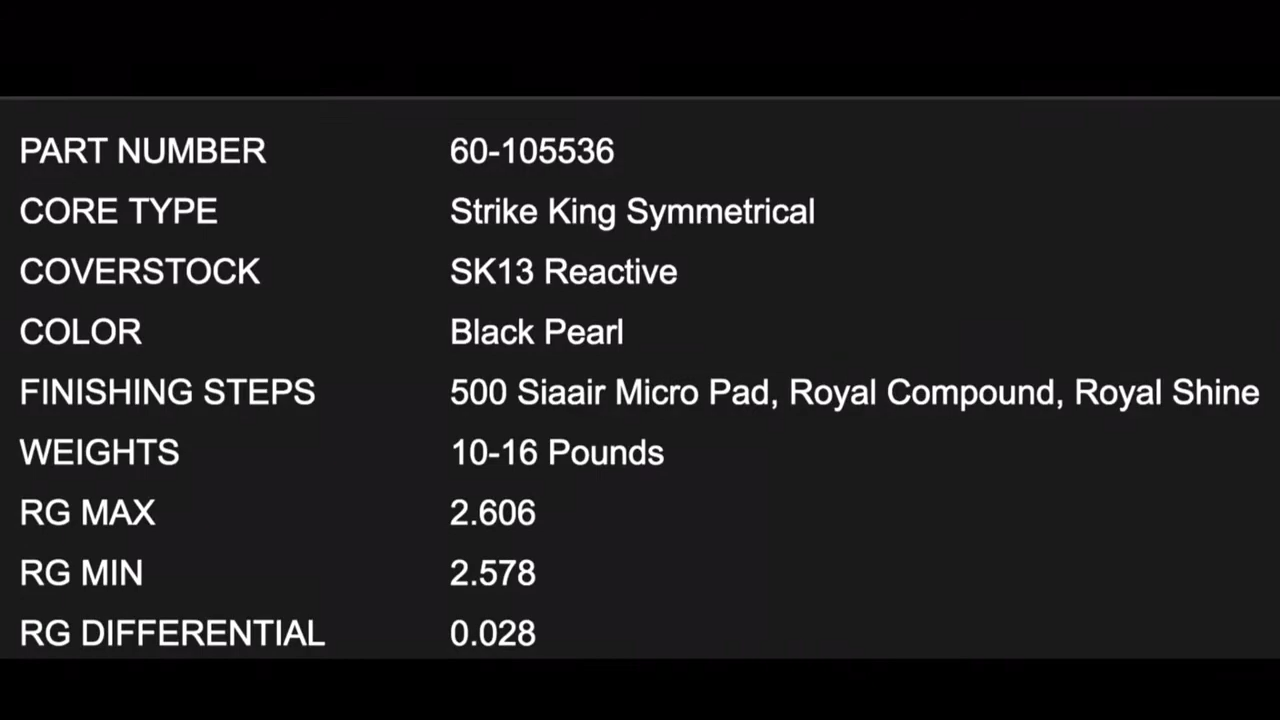 PART NUMBER 60-105536
CORE TYPE Strike King Symmetrical
COVERSTOCK SK13 Reactive
COLOR Black Pearl
FINISHING STEPS 500 Siaair Micro Pad, Royal Compound, Royal Shine
WEIGHTS 10-16 Pounds
RG MAX 2.606
RG MIN 2.578
RG DIFFERENTIAL 0.028